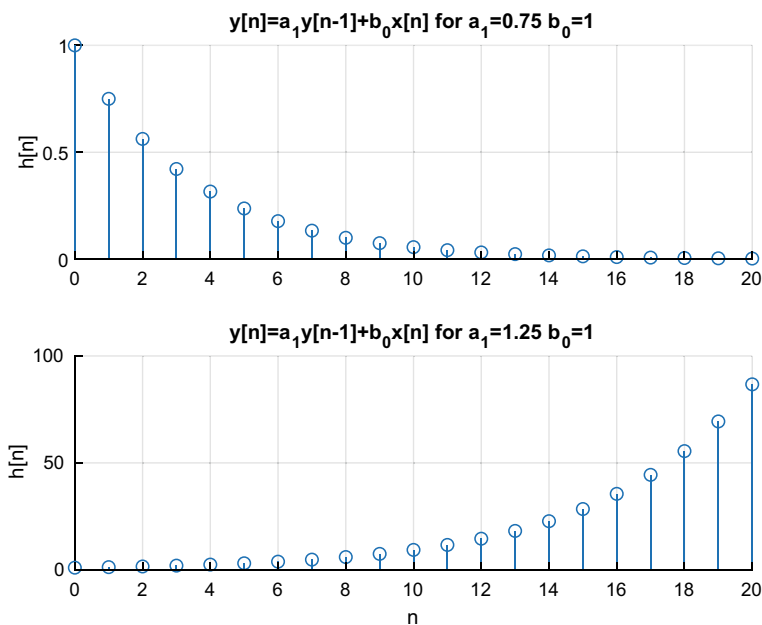 y[n]=a₁y[n-1]+b₀x[n] for a₁=0.75 b₀=1
h[n]
1
0.5
0
0 2 4 6 8 10 12 14 16 18 20
y[n]=a₁y[n-1]+b₀x[n] for a₁=1.25 b₀=1
h[n]
100
50
0
0 2 4 6 8 10 12 14 16 18 20
n